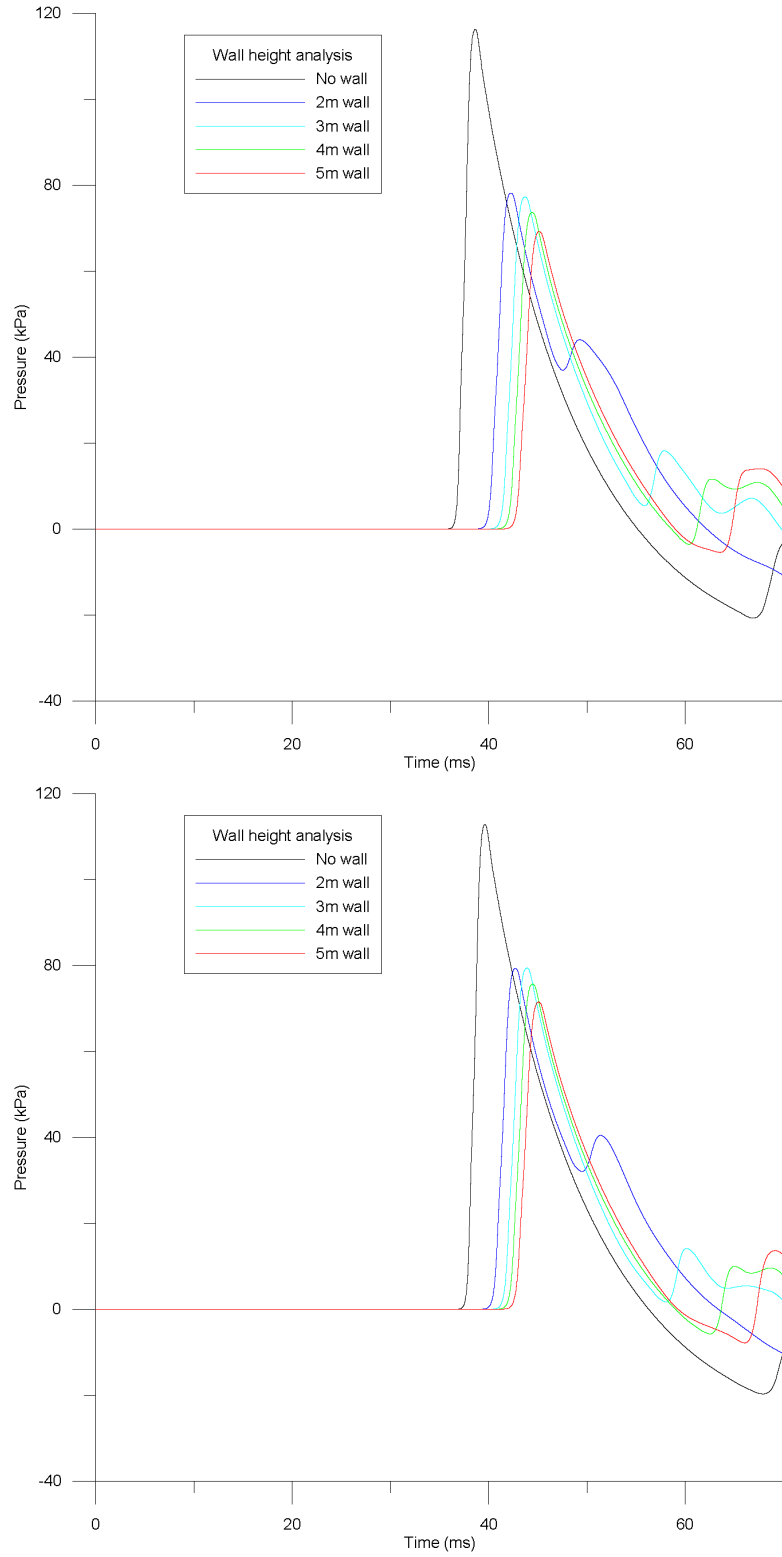 120
Wall height analysis
No wall
2m wall
3m wall
4m wall
5m wall
80
Pressure (kPa)
40
0
-40
0
20
40
60
Time (ms)
120
Wall height analysis
No wall
2m wall
3m wall
4m wall
5m wall
80
Pressure (kPa)
40
0
-40
0
20
40
60
Time (ms)